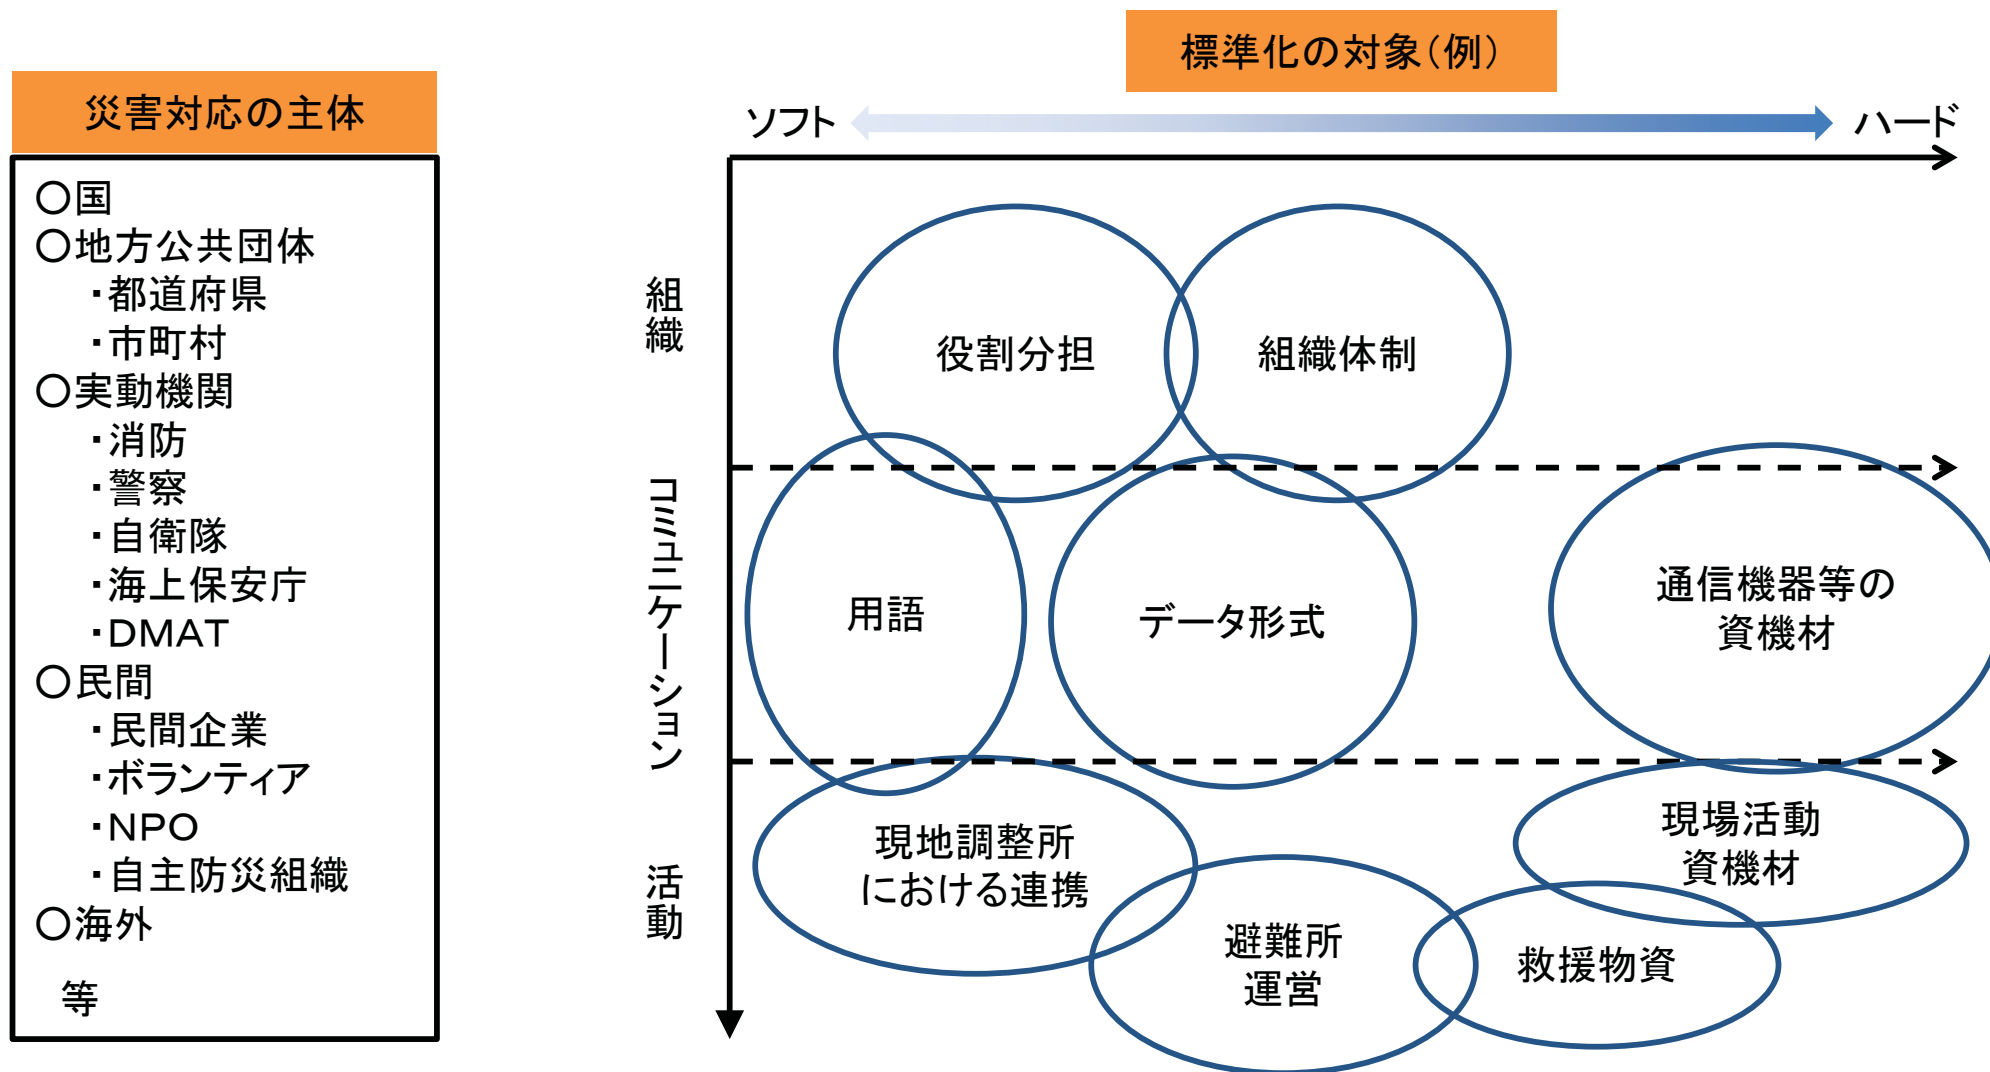 災害対応の主体
○国
○地方公共団体
・都道府県
・市町村
○実動機関
・消防
・警察
・自衛隊
・海上保安庁
・DMAT
○民間
・民間企業
・ボランティア
・NPO
・自主防災組織
○海外
等
標準化の対象(例)
ソフト
ハード
組織
役割分担
組織体制
コミュニケーション
用語
データ形式
通信機器等の
資機材
活動
現地調整所
における連携
避難所
運営
救援物資
現場活動
資機材